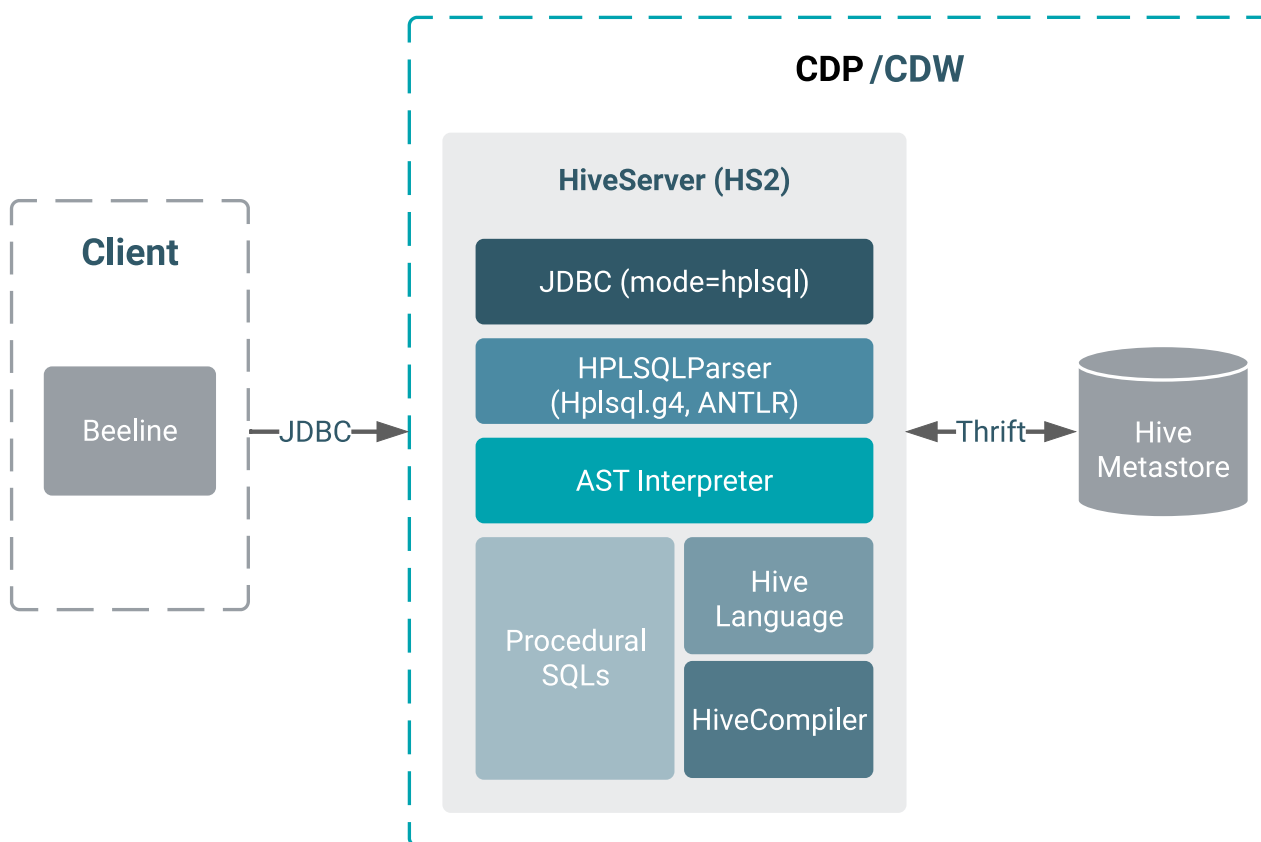 CDP /CDW
HiveServer (HS2)
Client
JDBC (mode=hplsql)
HPLSQLParser
(Hplsql.g4, ANTLR)
Beeline
JDBC
AST Interpreter
Thrift
Hive
Metastore
Procedural
SQLs
Hive
Language
HiveCompiler